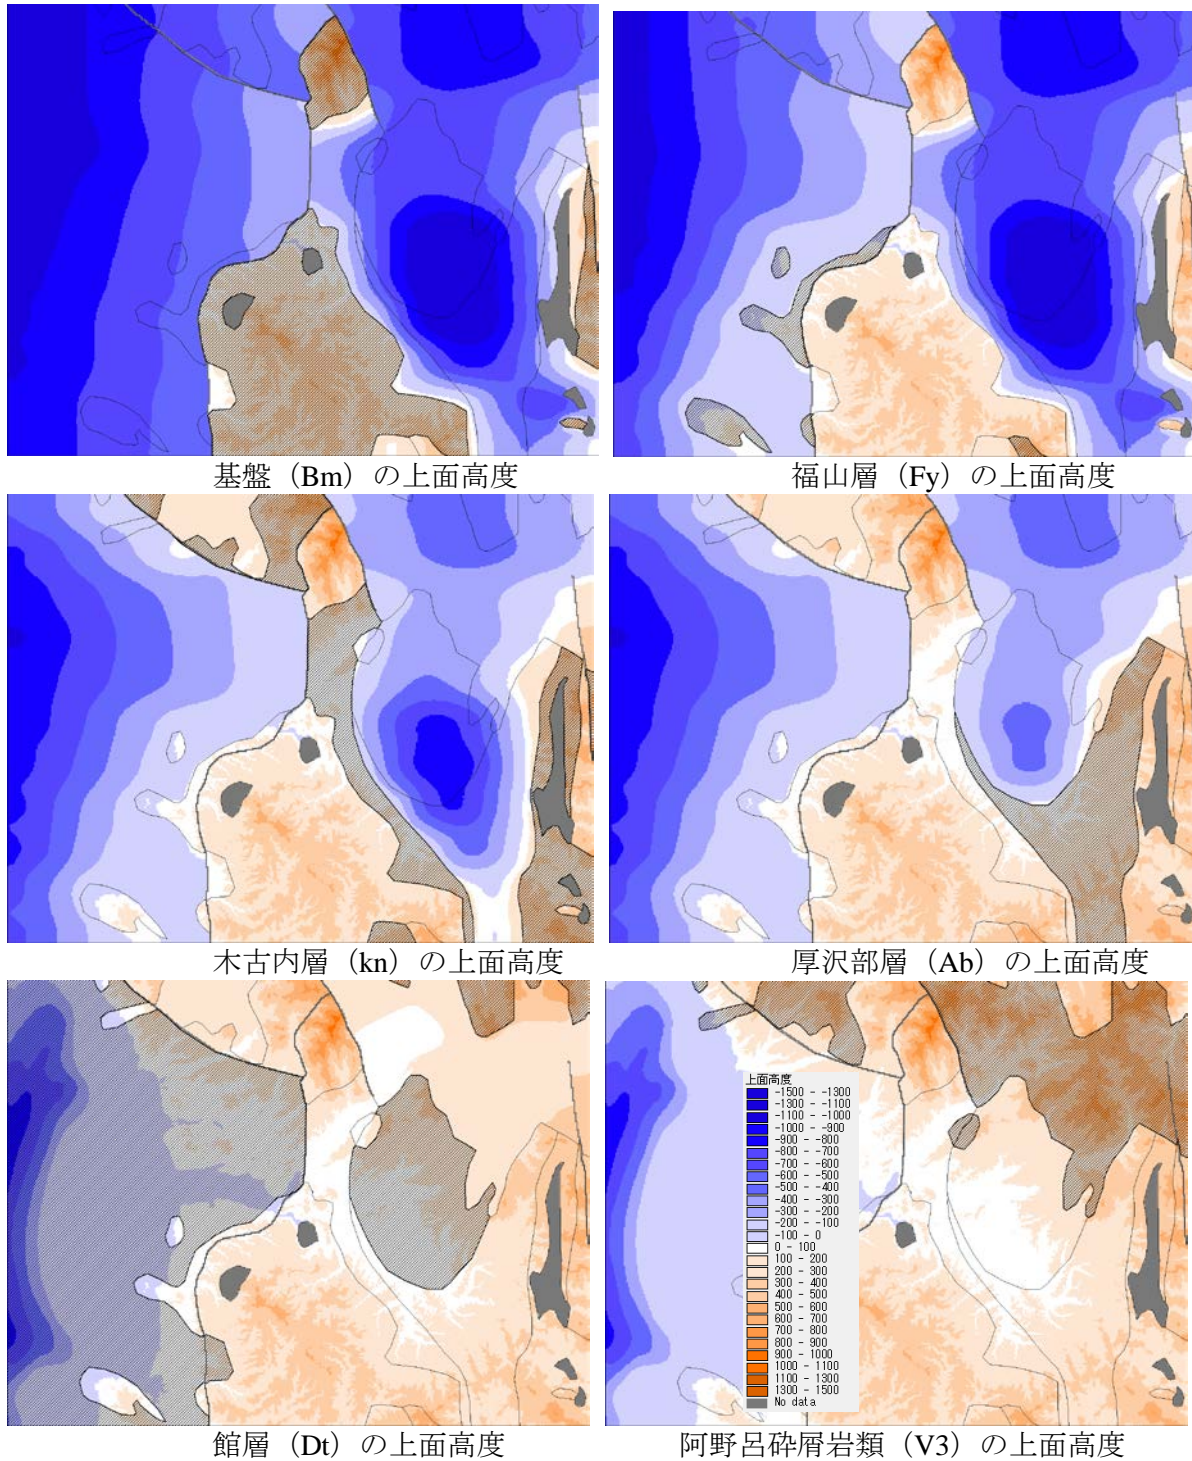 基盤（Bm）の上面高度
福山層（Fy）の上面高度
木古内層（kn）の上面高度
厚沢部層（Ab）の上面高度
上面高度
-1500 - -1300
-1300 - -1100
-1100 - -1000
-1000 - -900
-900 - -800
-800 - -700
-700 - -600
-600 - -500
-500 - -400
-400 - -300
-300 - -200
-200 - -100
-100 - 0
0 - 100
100 - 200
200 - 300
300 - 400
400 - 500
500 - 600
600 - 700
700 - 800
800 - 900
900 - 1000
1000 - 1100
1100 - 1300
1300 - 1500
No data
館層（Dt）の上面高度
阿野呂砕屑岩類（V3）の上面高度